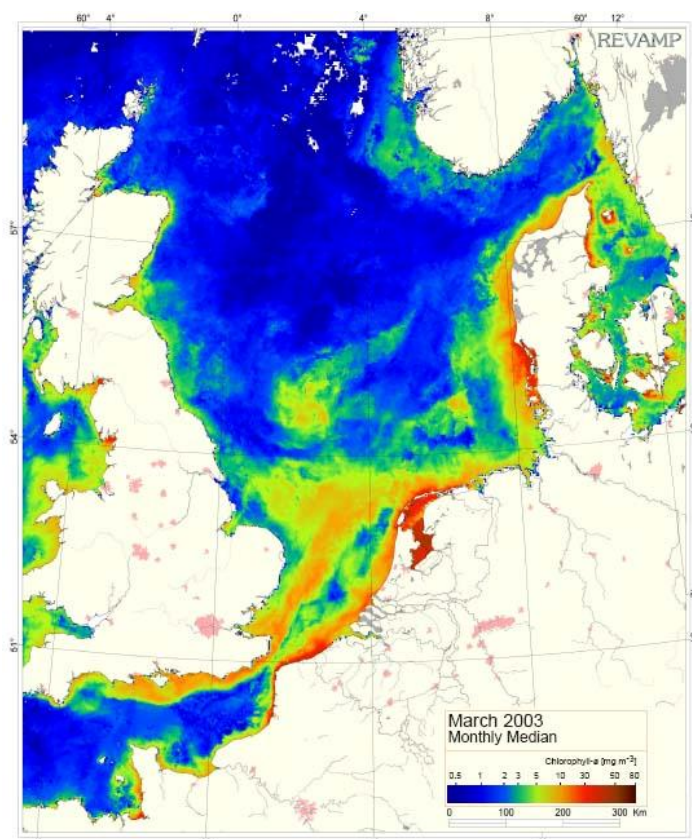 60° 4° 0° 4° 8° 60° 12°
REVAMP
57°
54°
51°
March 2003
Monthly Median
Chlorophyll-a [mg m⁻³]
0.5 1 2 3 5 10 30 50 80
0 100 200 300 Km